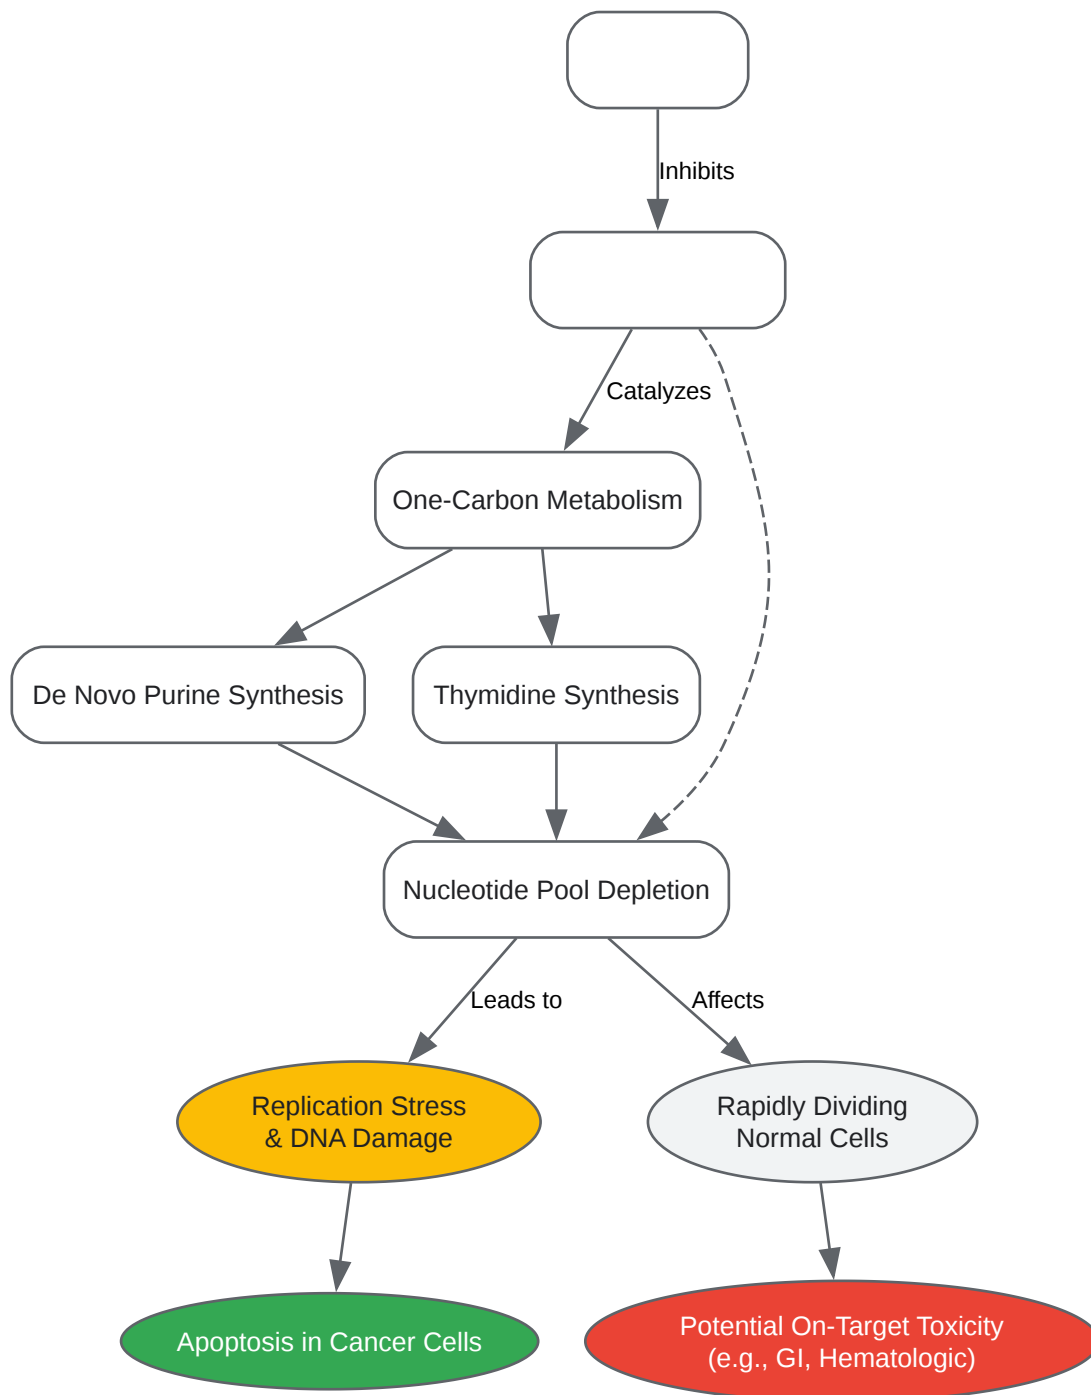 Inhibits
Catalyzes
One-Carbon Metabolism
De Novo Purine Synthesis
Thymidine Synthesis
Nucleotide Pool Depletion
Leads to
Affects
Replication Stress
& DNA Damage
Rapidly Dividing
Normal Cells
Apoptosis in Cancer Cells
Potential On-Target Toxicity
(e.g., GI, Hematologic)